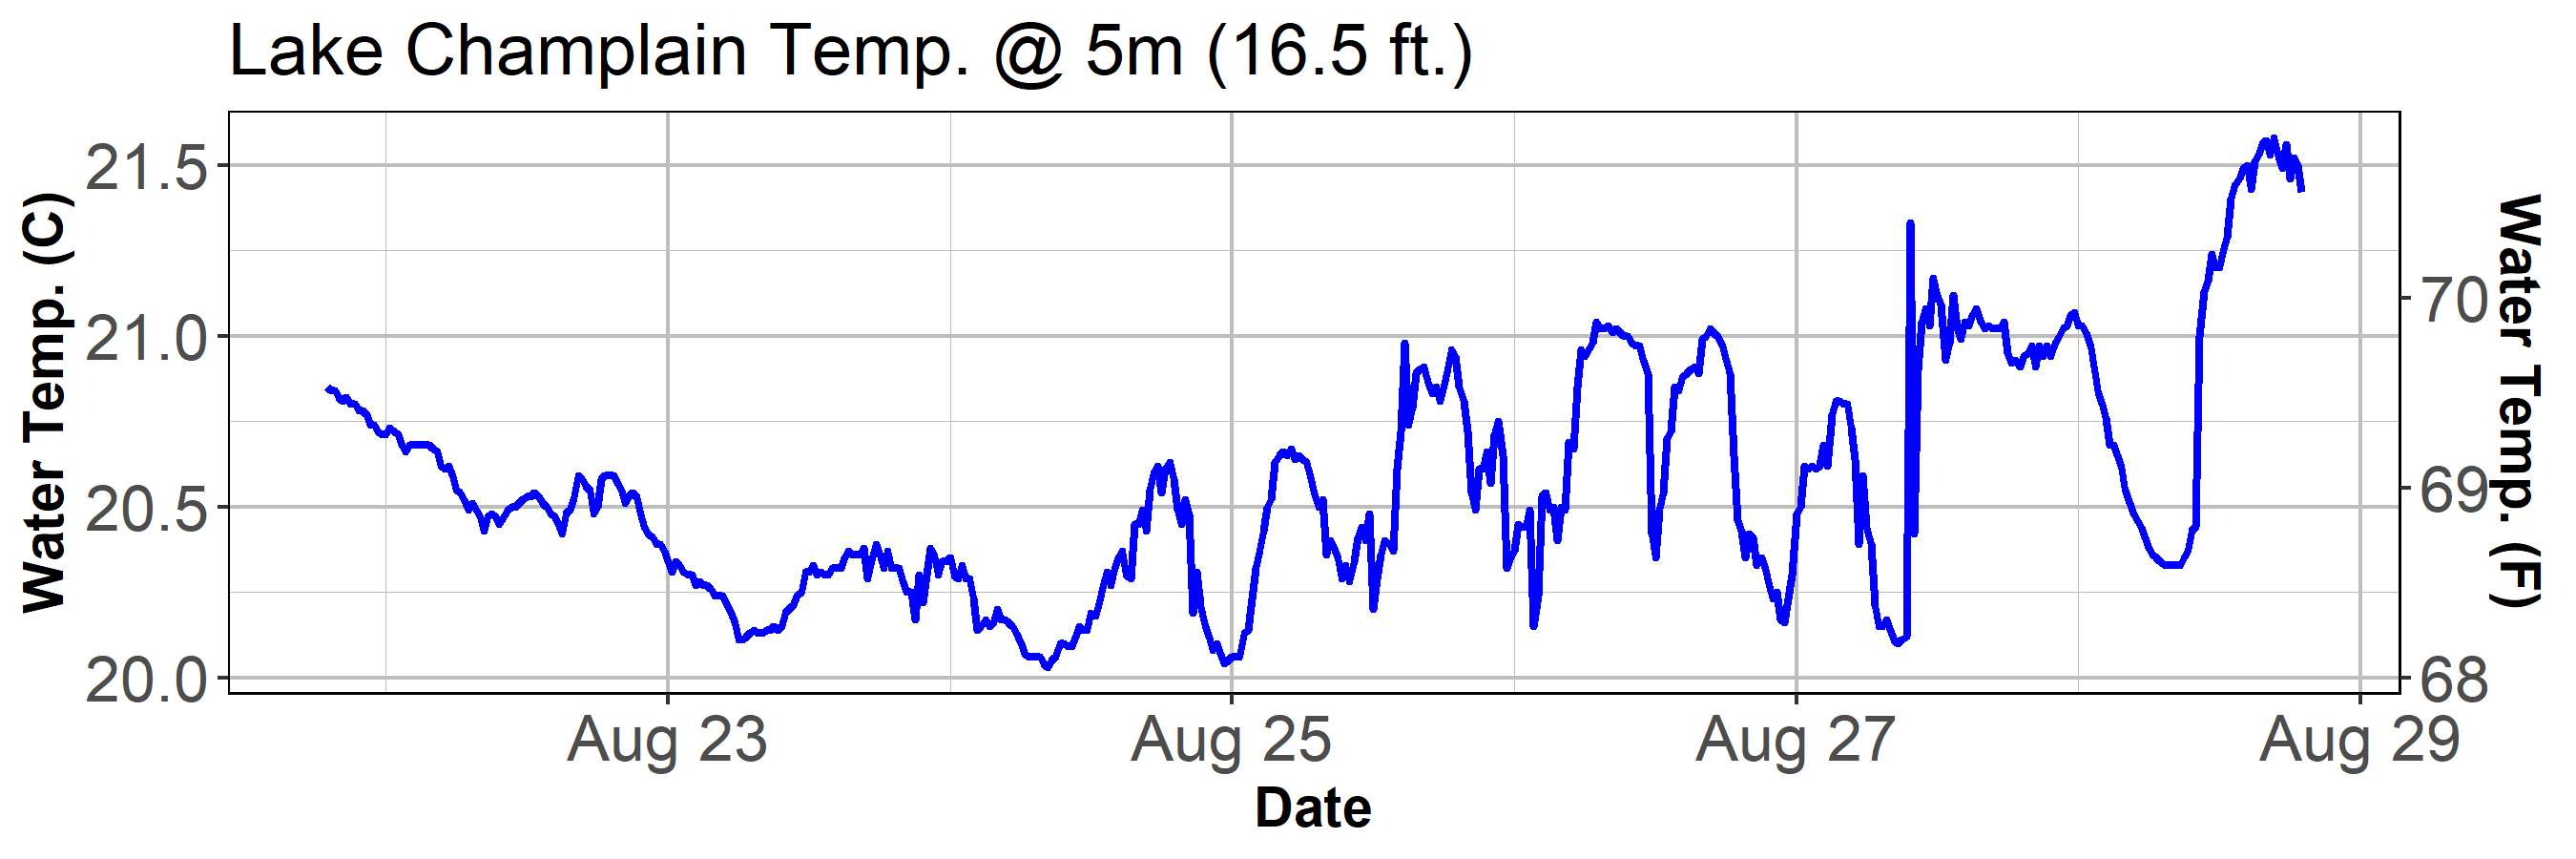 Lake Champlain Temp. @ 5m (16.5 ft.)
Water Temp. (C)
21.5
21.0
20.5
20.0
70
69
68
Water Temp. (F)
Aug 23 Aug 25 Aug 27 Aug 29
Date